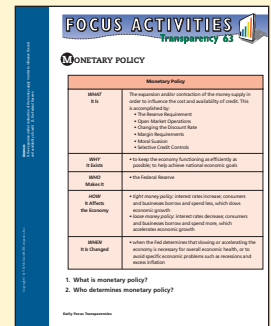 FOCUS ACTIVITIES
Transparency 63
MONETARY POLICY
Monetary Policy
WHAT
It Is
The expansion and/or contraction of the money supply in
order to influence the cost and availability of credit. This
is accomplished by:
• The Reserve Requirement
• Open Market Operations
• Changing the Discount Rate
• Margin Requirements
• Moral Suasion
• Selective Credit Controls
WHY
It Exists
• to keep the economy functioning as efficiently as
possible; to help achieve national economic goals
WHO
Makes It
• the Federal Reserve
HOW
It Affects
the Economy
• tight money policy: interest rates increase; consumers
and businesses borrow and spend less, which slows
economic growth
• loose money policy: interest rates decrease; consumers
and businesses borrow and spend more, which
accelerates economic growth
WHEN
It Is Changed
• when the Fed determines that slowing or accelerating the
economy is necessary for overall economic health, or to
avoid specific economic problems such as recessions and
excess inflation
1. What is monetary policy?
2. Who determines monetary policy?
Daily Focus Transparencies